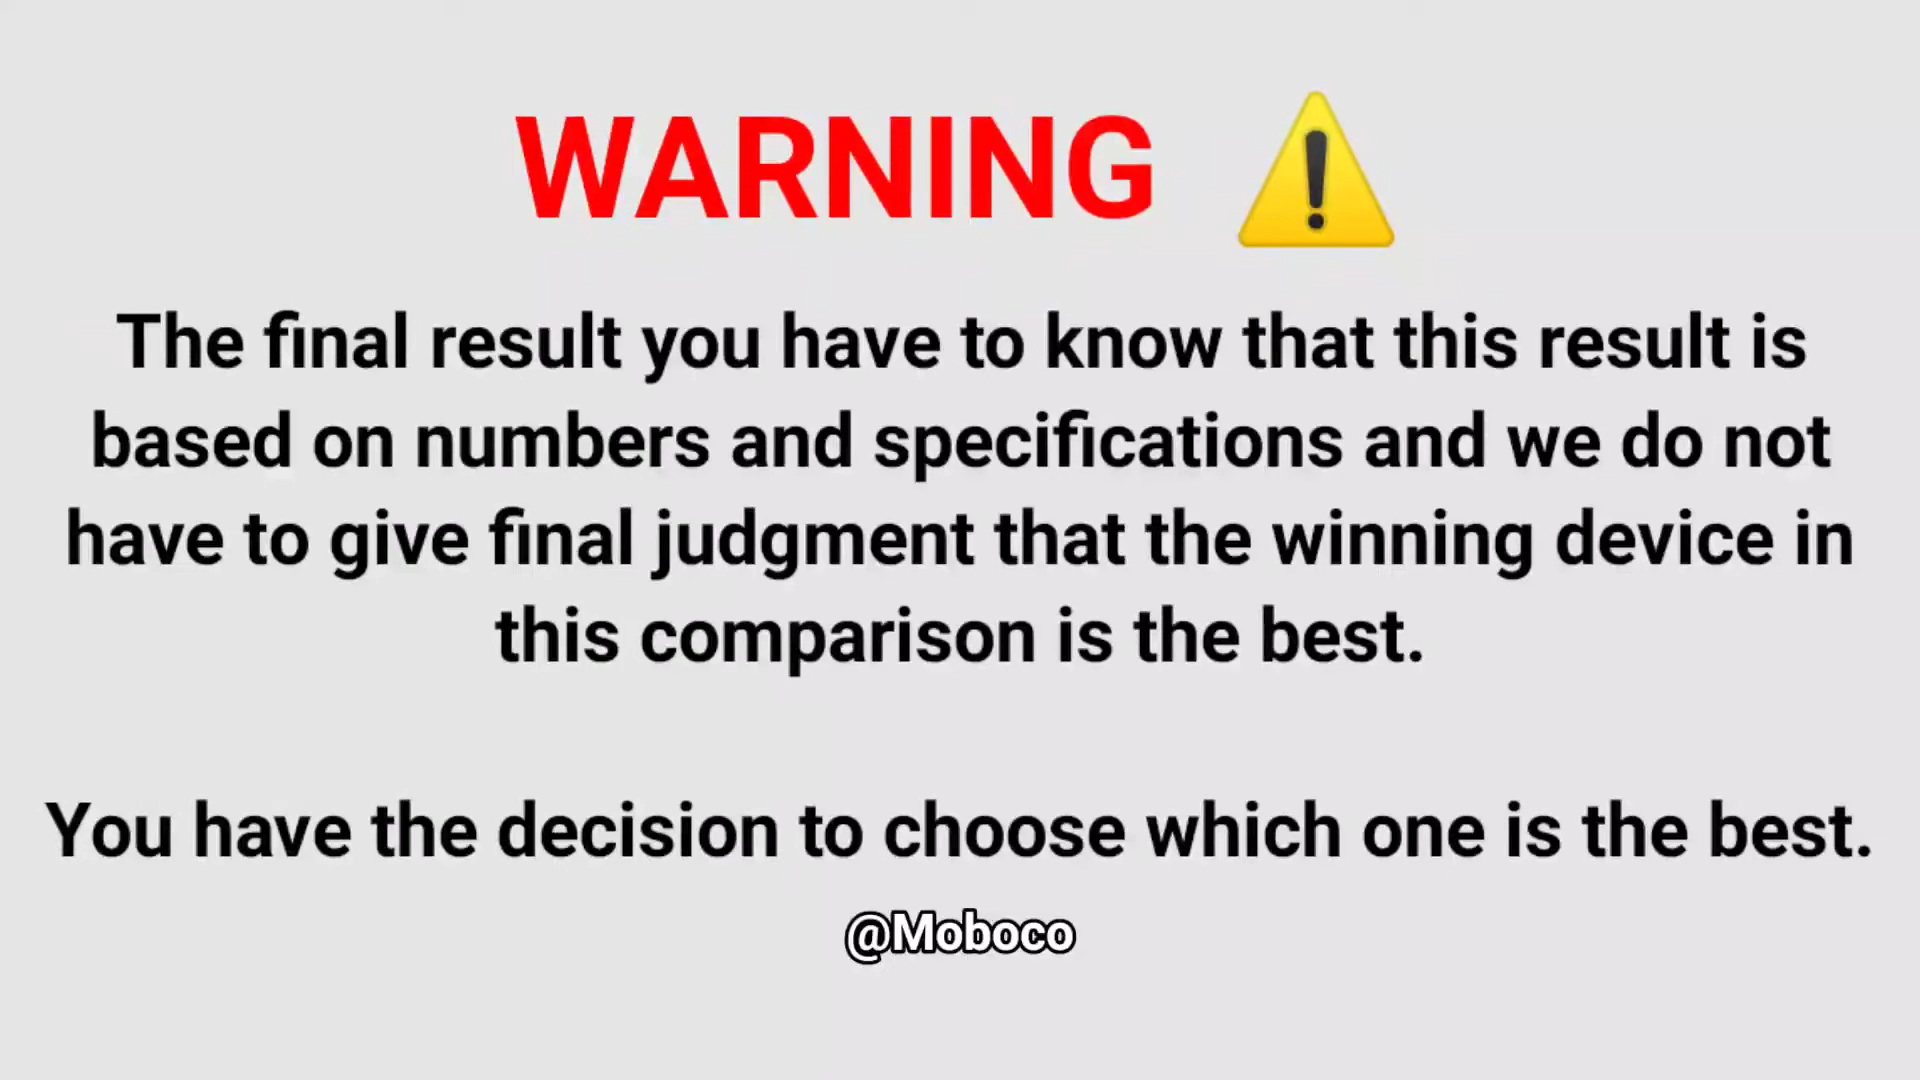 WARNING ⚠️
The final result you have to know that this result is
based on numbers and specifications and we do not
have to give final judgment that the winning device in
this comparison is the best.
You have the decision to choose which one is the best.
@Moboco